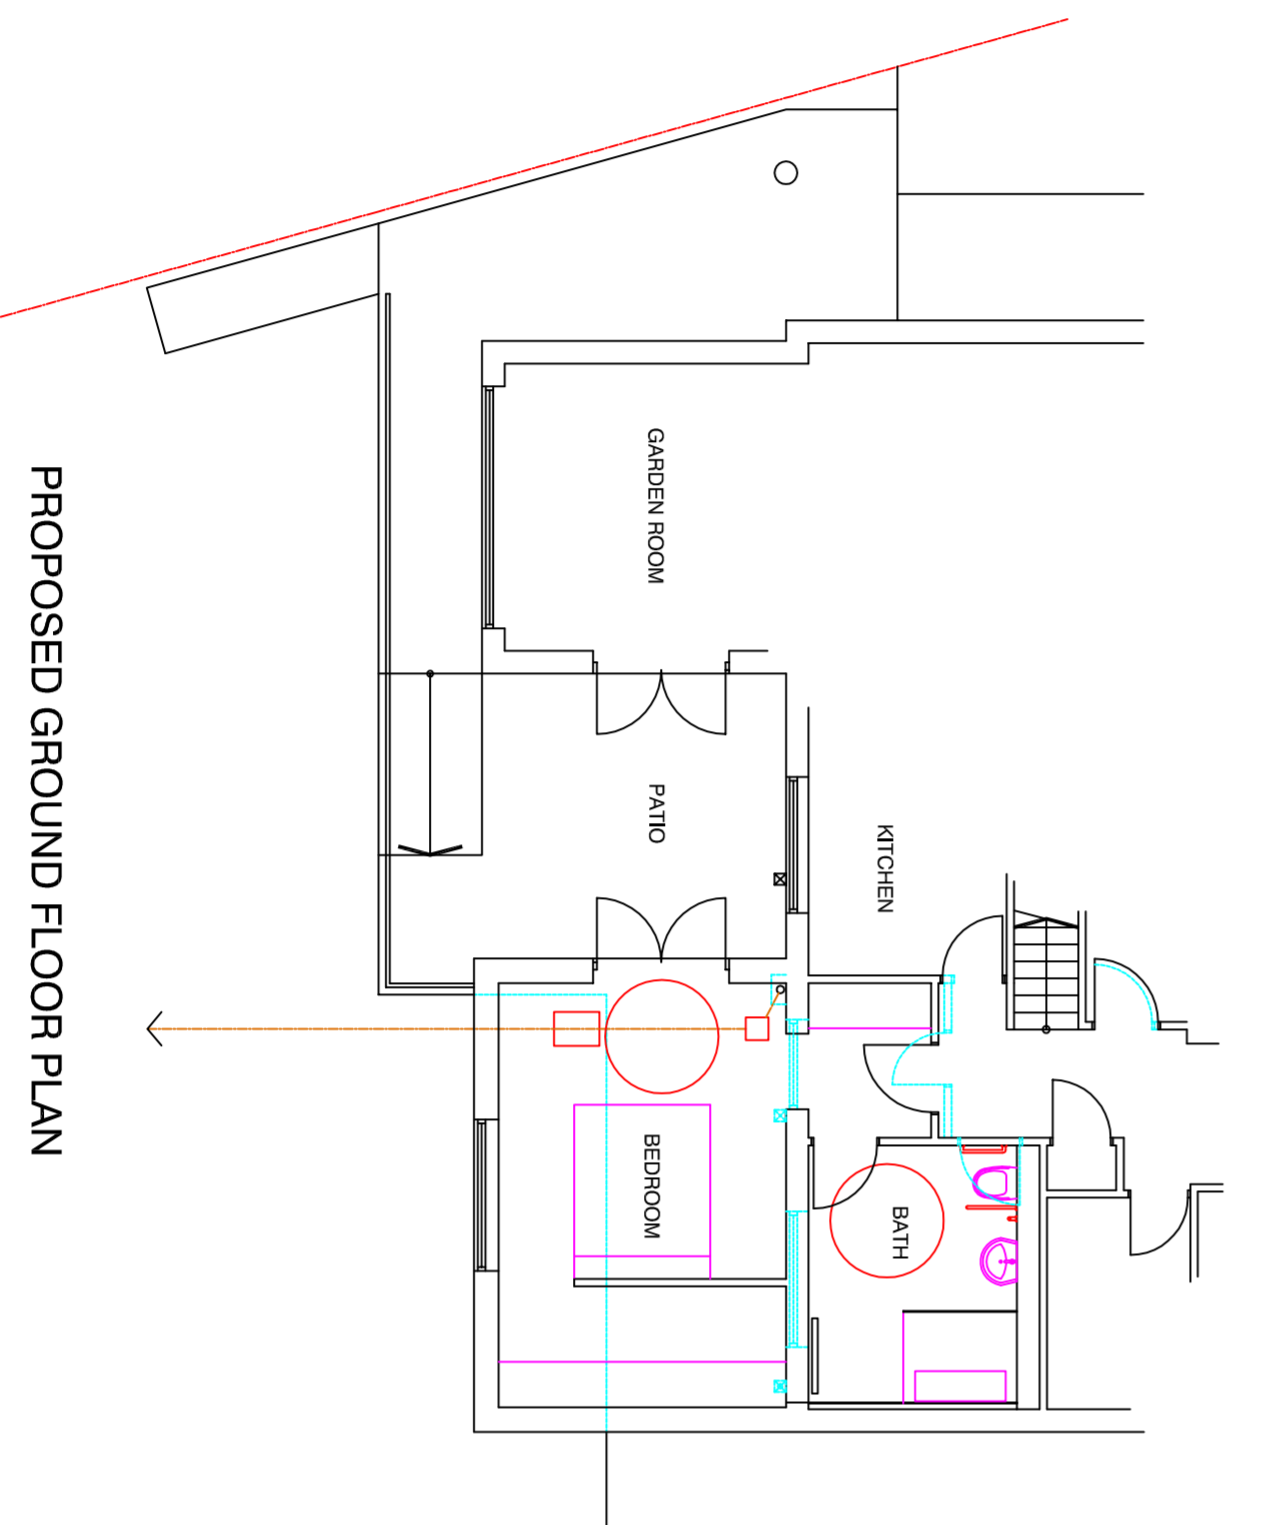 GARDEN ROOM
PATIO
KITCHEN
BEDROOM
BATH
PROPOSED GROUND FLOOR PLAN